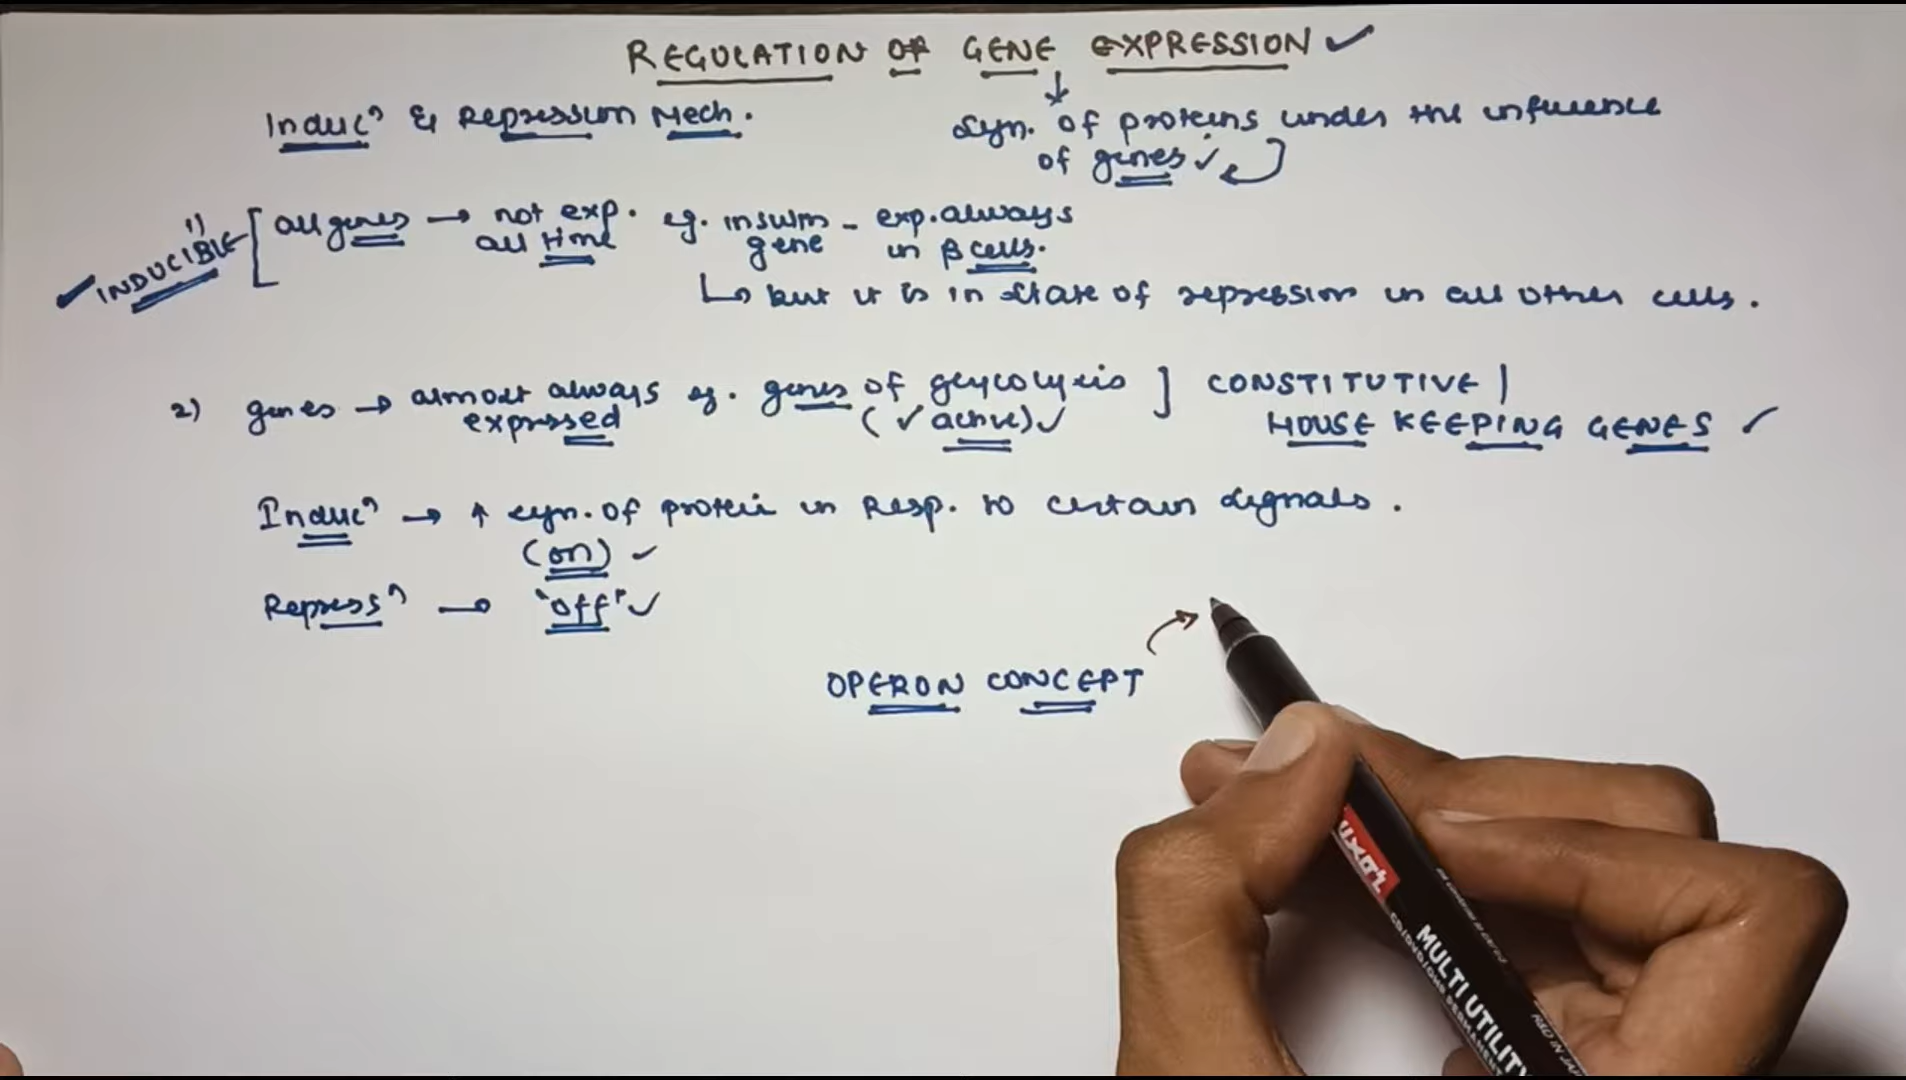 REGULATION OF GENE EXPRESSION ✓
Inducⁿ & Repression Mech.
↓
Syn. of proteins under the influence
of genes ✓
1)
✓ INDUCIBLE
all genes → not exp. all time eg. insulin gene - exp. always in β cells.
↳ but it is in state of repression in all other cells.
2) genes → almost always expressed eg. genes of glycolysis ] CONSTITUTIVE |
(✓ active) ✓
HOUSE KEEPING GENES ✓
Inducⁿ → ↑ syn. of protein in Resp. to certain signals.
(on) ✓
Repressⁿ → "off" ✓
OPERON CONCEPT
LUXOR
MULTI UTILITY